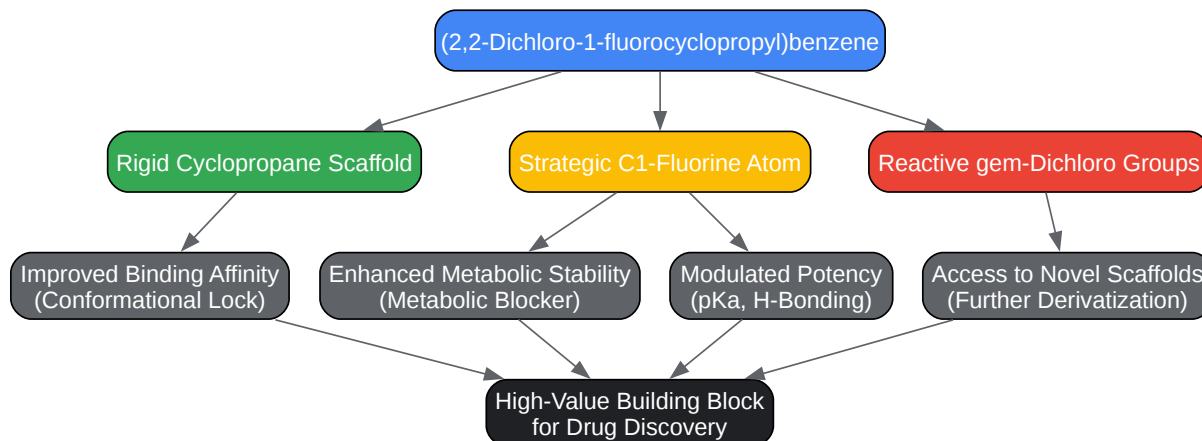 (2,2-Dichloro-1-fluorocyclopropyl)benzene
Rigid Cyclopropane Scaffold
Strategic C1-Fluorine Atom
Reactive gem-Dichloro Groups
Improved Binding Affinity
(Conformational Lock)
Enhanced Metabolic Stability
(Metabolic Blocker)
Modulated Potency
(pKa, H-Bonding)
Access to Novel Scaffolds
(Further Derivatization)
High-Value Building Block
for Drug Discovery